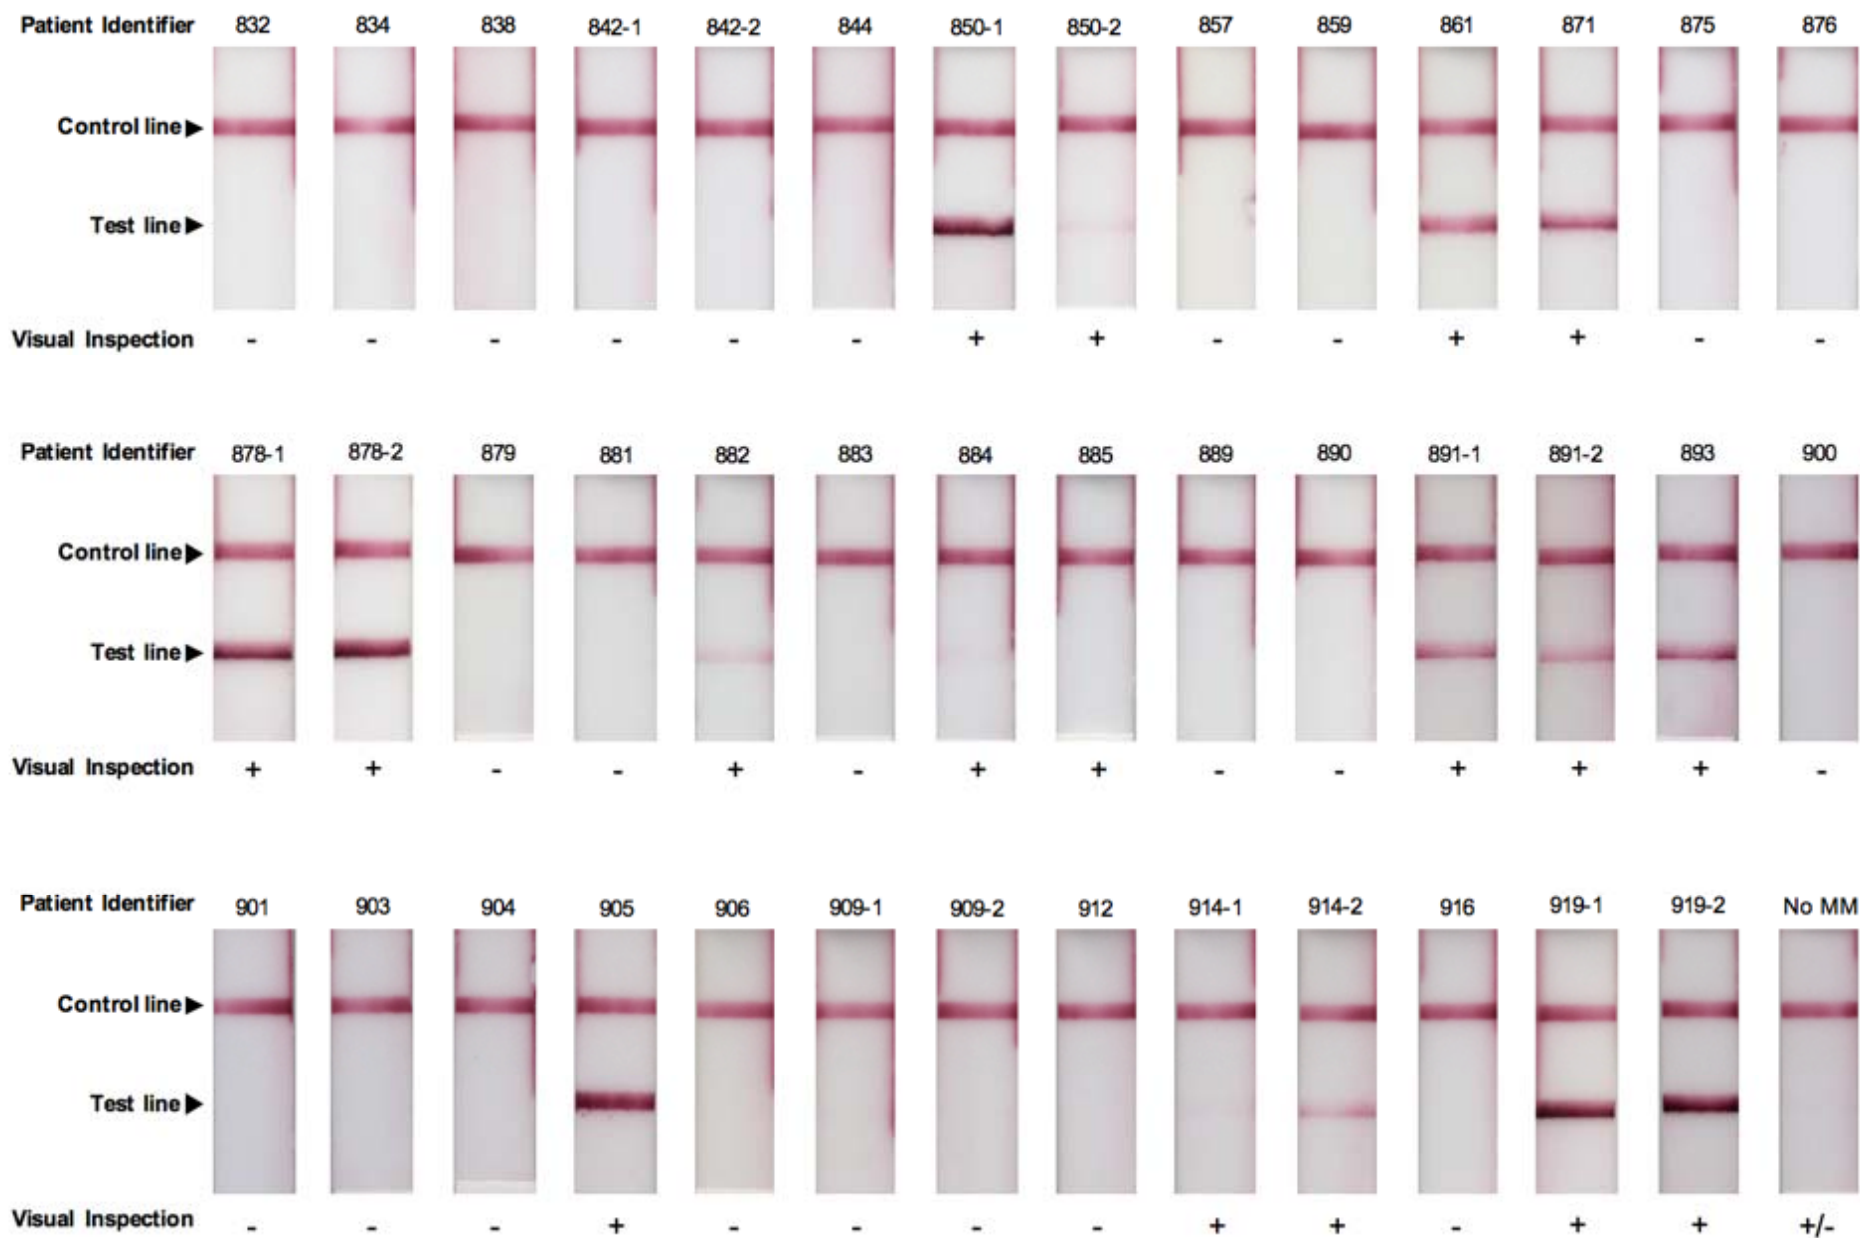 Patient Identifier 832 834 838 842-1 842-2 844 850-1 850-2 857 859 861 871 875 876
Control line▶
Test line▶
Visual Inspection - - - - - - + + - - + + - -
Patient Identifier 878-1 878-2 879 881 882 883 884 885 889 890 891-1 891-2 893 900
Control line▶
Test line▶
Visual Inspection + + - - + - + + - - + + + -
Patient Identifier 901 903 904 905 906 909-1 909-2 912 914-1 914-2 916 919-1 919-2 No MM
Control line▶
Test line▶
Visual Inspection - - - + - - - - + + - + + +/-